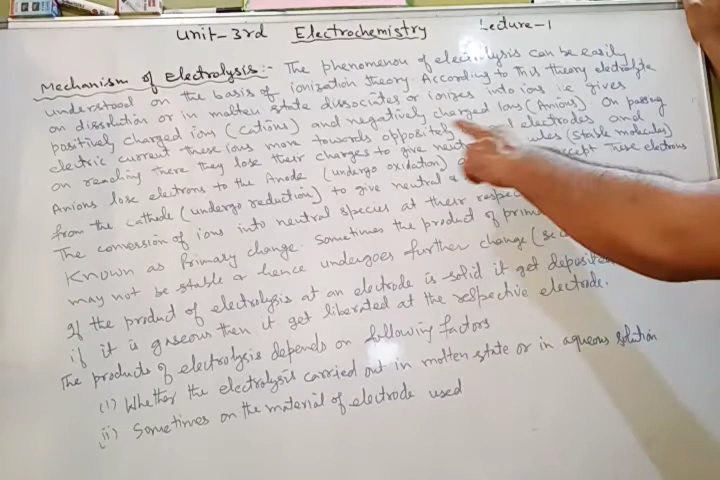 Unit-3rd Electrochemistry Lecture-1
Mechanism of Electrolysis:- The phenomenon of electrolysis can be easily
understood on the basis of ionization theory. According to This theory electrolyte
on dissolution or in molten state dissociates or ionizes into ions i.e gives
positively charged ion (cations) and negatively charged Ions (Anions). On passing
electric current these ions move towards oppositely electrodes and
on reaching there they lose their charges to give neutral (stable molecules)
Anions lose electrons to the Anode (undergo oxidation) accept These electrons
from the cathode (undergo reduction) to give neutral
The conversion of ions into neutral species at their
Known as Primary change. Sometimes the product of
may not be stable & hence undergoes further change
If the product of electrolysis at an electrode is solid it get
if it is gaseous then it get liberated at the respective electrode.
The products of electrolysis depends on following factors
(i) Whether the electrolysis carried out in molten state or in aqueous solution
ii) Sometimes on the material of electrode used